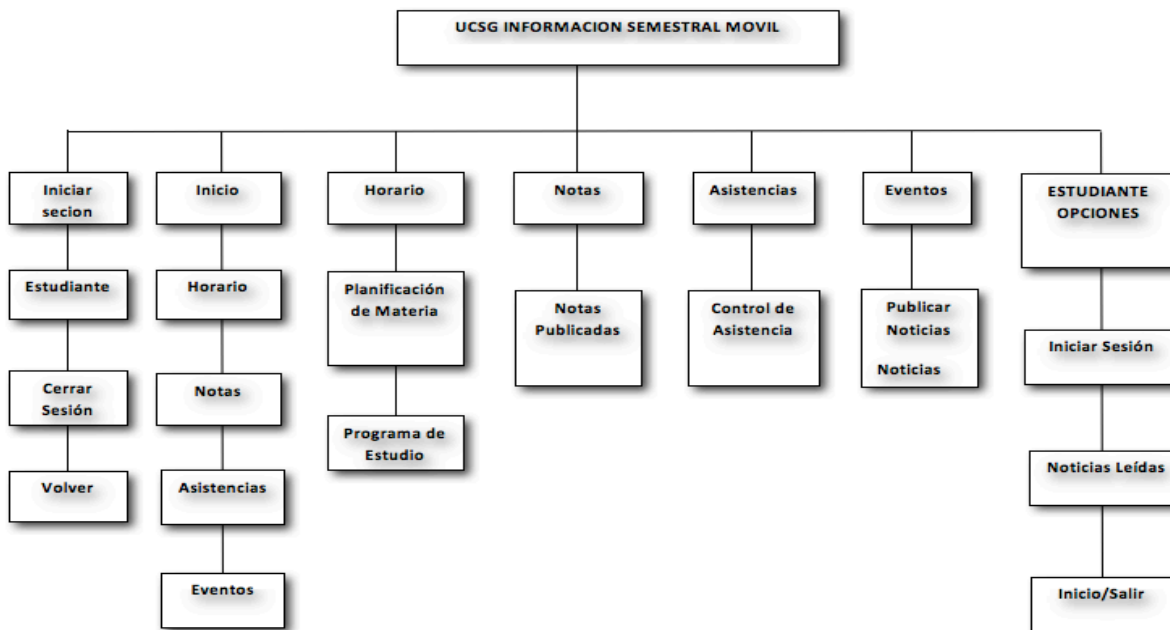 UCSG INFORMACION SEMESTRAL MOVIL
Iniciar
secion
Inicio
Horario
Notas
Asistencias
Eventos
ESTUDIANTE
OPCIONES
Estudiante
Horario
Planificación
de Materia
Notas
Publicadas
Control de
Asistencia
Publicar
Noticias
Noticias
Iniciar Sesión
Cerrar
Sesión
Notas
Programa de
Estudio
Noticias Leídas
Volver
Asistencias
Eventos
Inicio/Salir